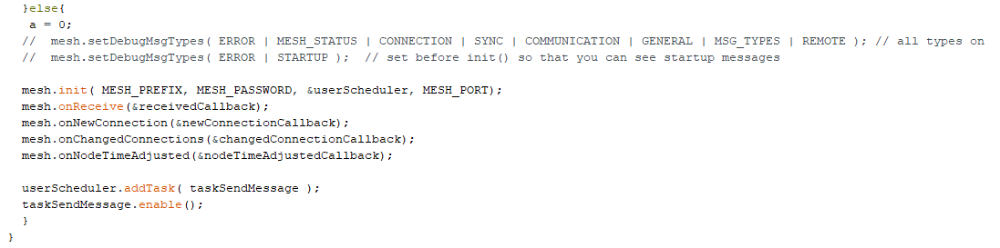 }else{
a = 0;
//  mesh.setDebugMsgTypes( ERROR | MESH_STATUS | CONNECTION | SYNC | COMMUNICATION | GENERAL | MSG_TYPES | REMOTE ); // all types on
//  mesh.setDebugMsgTypes( ERROR | STARTUP );  // set before init() so that you can see startup messages
mesh.init( MESH_PREFIX, MESH_PASSWORD, &userScheduler, MESH_PORT);
mesh.onReceive(&receivedCallback);
mesh.onNewConnection(&newConnectionCallback);
mesh.onChangedConnections(&changedConnectionCallback);
mesh.onNodeTimeAdjusted(&nodeTimeAdjustedCallback);
userScheduler.addTask( taskSendMessage );
taskSendMessage.enable();
}
}